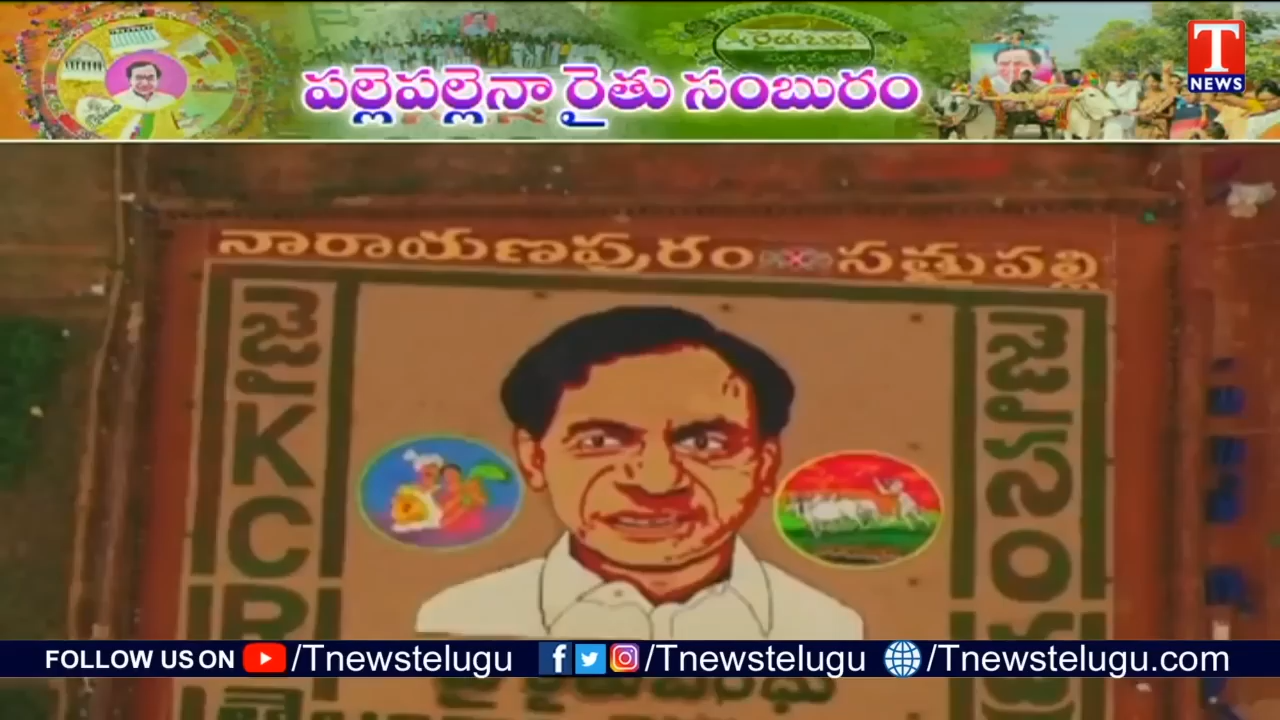 రైతుబంధు
పల్లెపల్లెనా రైతు సంబురం
T
NEWS
నారాయణపురం సత్తుపల్లి
జై
KCR
జై
జై రైతుబంధు
FOLLOW US ON /Tnewstelugu /Tnewstelugu /Tnewstelugu.com